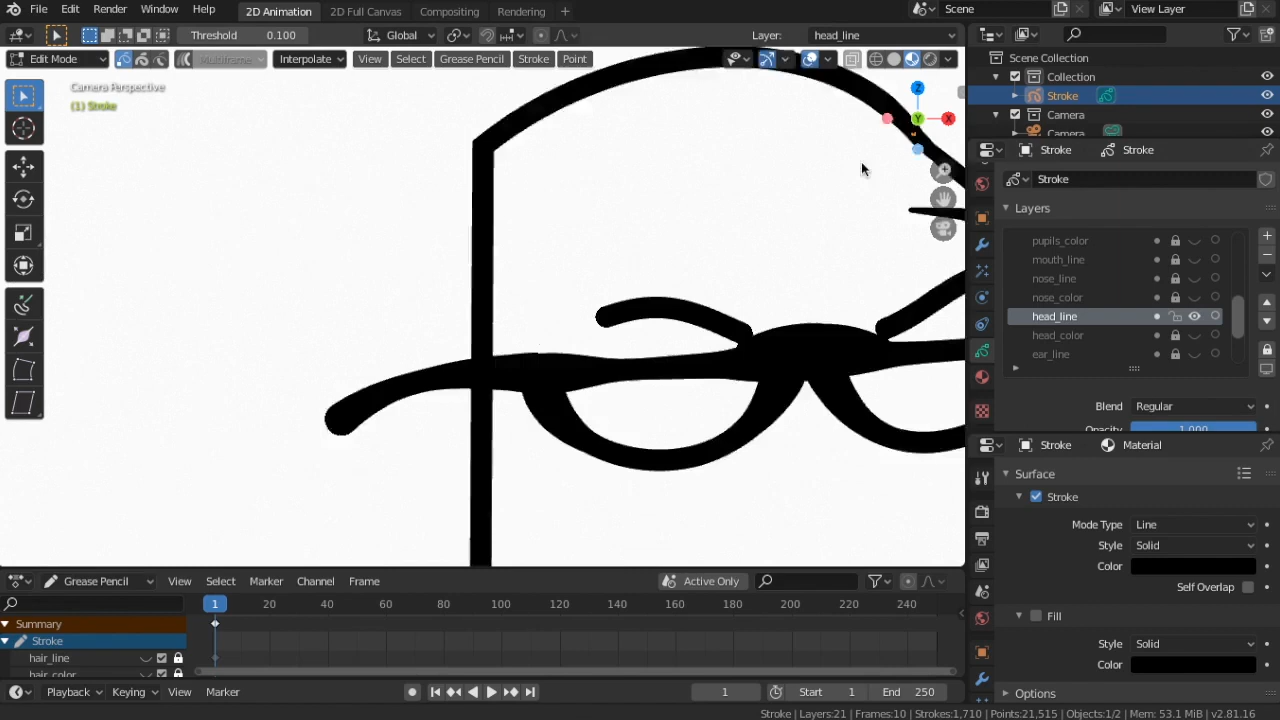 File Edit Render Window Help 2D Animation 2D Full Canvas Compositing Rendering + Scene View Layer
Threshold 0.100 Global Layer: head_line
Edit Mode Multiframe Interpolate View Select Grease Pencil Stroke Point
Camera Perspective
(1) Stroke
Z
Y X
Scene Collection
Collection
Stroke
Camera
Camera
Stroke Stroke
Stroke
Layers
pupils_color
mouth_line
nose_line
nose_color
head_line
head_color
ear_line
Blend Regular
Opacity 1.000
Stroke Material
Surface
Stroke
Mode Type Line
Style Solid
Color
Self Overlap
Fill
Style Solid
Color
Options
Grease Pencil View Select Marker Channel Frame Active Only
1 20 40 60 80 100 120 140 160 180 200 220 240
Summary
Stroke
hair_line
hair_color
Playback Keying View Marker 1 Start 1 End 250
Stroke | Layers:21 | Frames:10 | Strokes:1,710 | Points:21,515 | Objects:1/2 | Mem: 53.1 MiB | v2.81.16